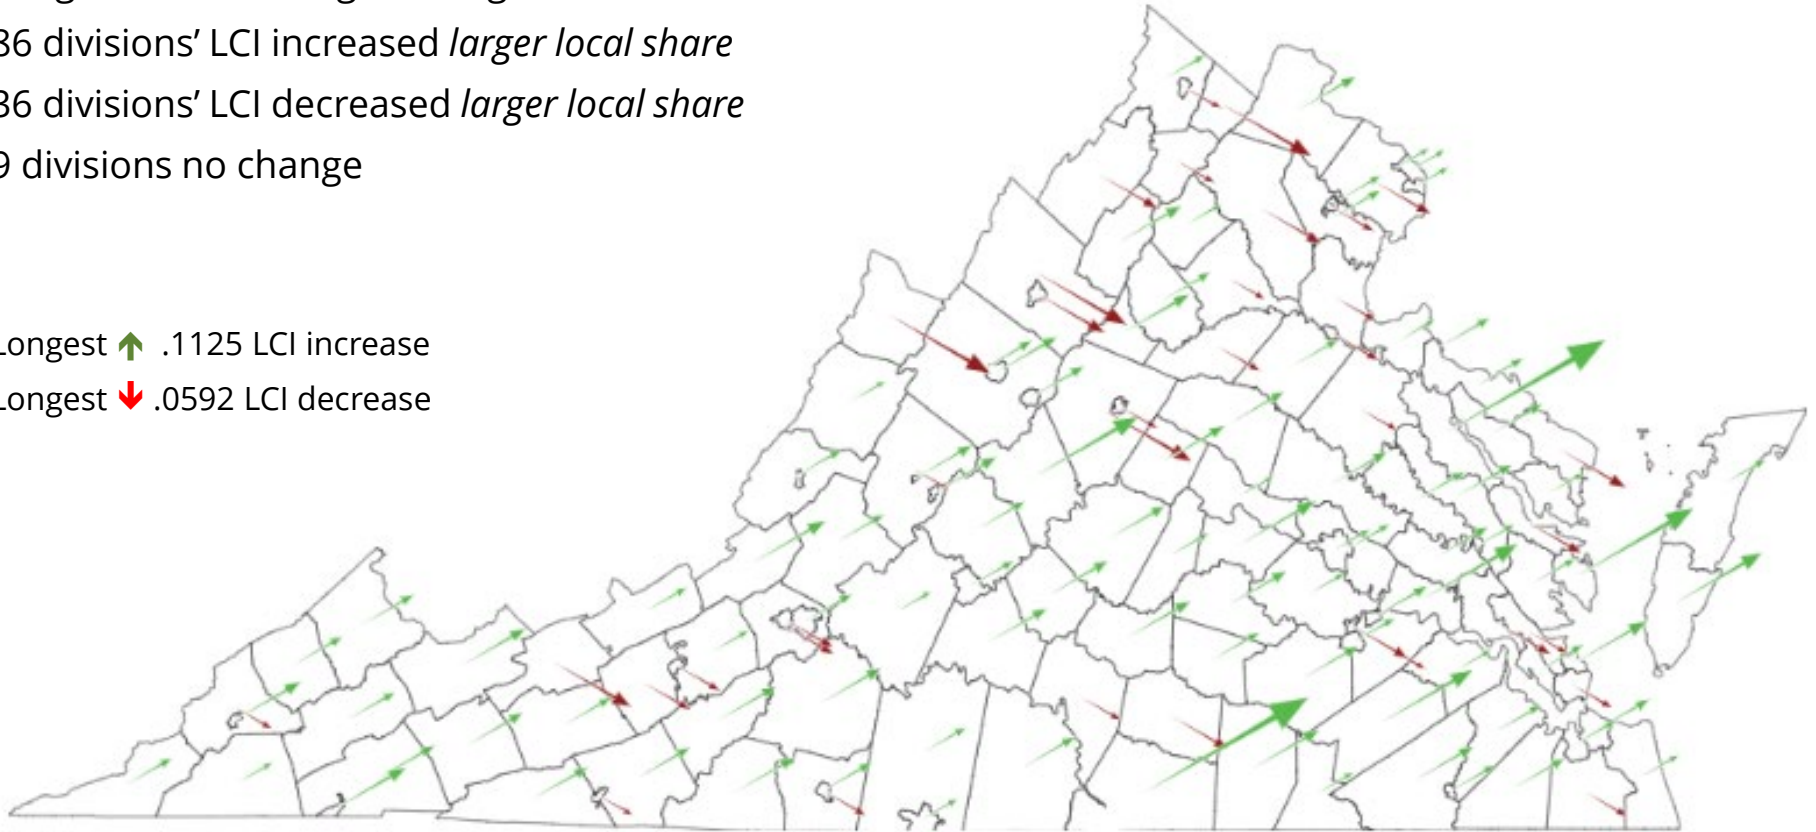 86 divisions’ LCI increased larger local share
36 divisions’ LCI decreased larger local share
9 divisions no change
Longest .1125 LCI increase
Longest .0592 LCI decrease